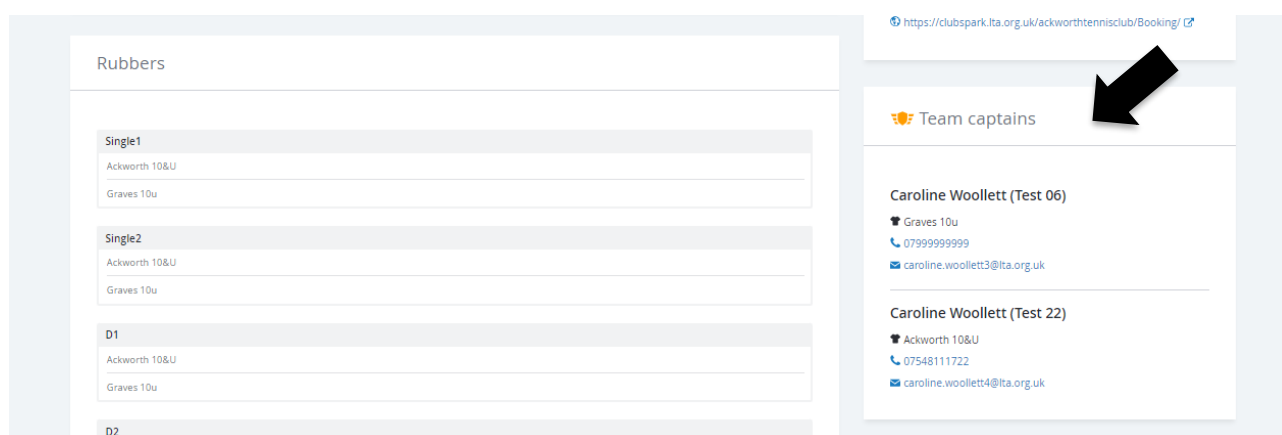 https://clubspark.lta.org.uk/ackworthtennisclub/Booking/
Rubbers
Single1
Ackworth 10&U
Graves 10u
Single2
Ackworth 10&U
Graves 10u
D1
Ackworth 10&U
Graves 10u
D2
Team captains
Caroline Woollett (Test 06)
Graves 10u
07999999999
caroline.woollett3@lta.org.uk
Caroline Woollett (Test 22)
Ackworth 10&U
07548111722
caroline.woollett4@lta.org.uk